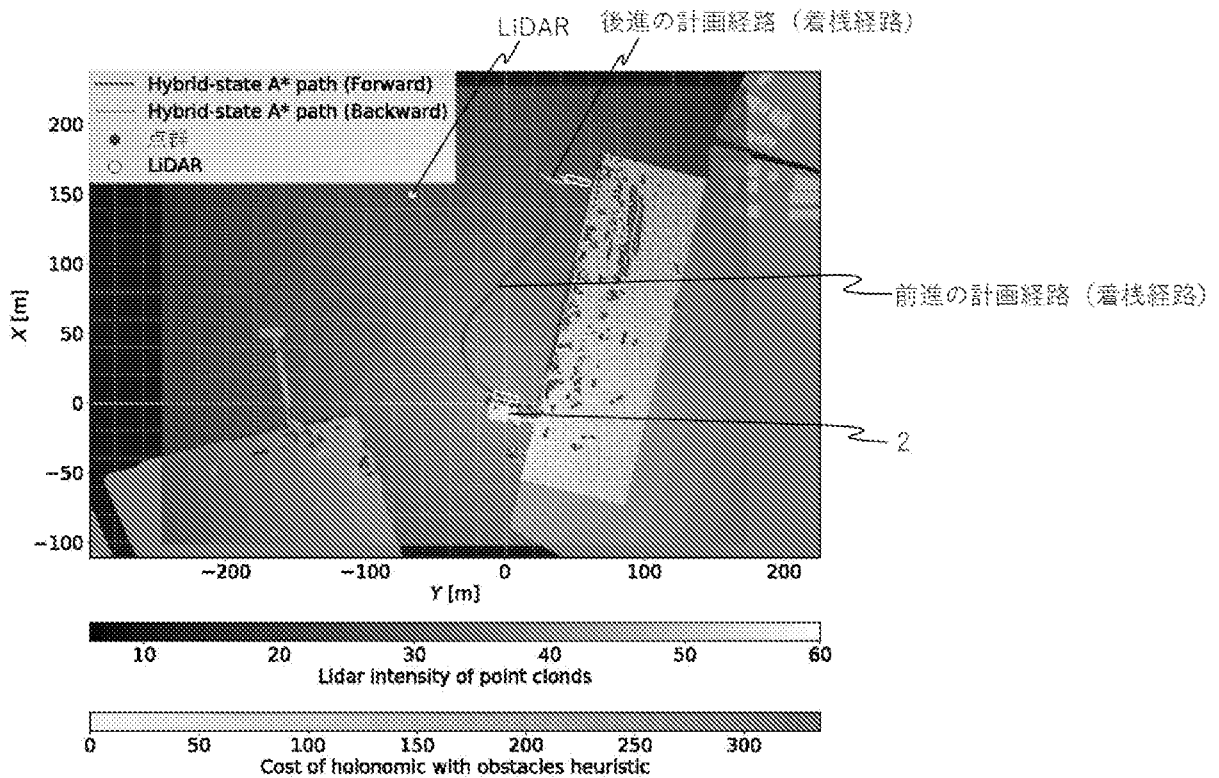 LiDAR 後進の計画経路（着桟経路）
Hybrid-state A* path (Forward)
Hybrid-state A* path (Backward)
点群
LiDAR
200
150
100
50
0
−50
−100
X [m]
前進の計画経路（着桟経路）
2
−200 −100 0 100 200
Y [m]
10 20 30 40 50 60
Lidar intensity of point clonds
0 50 100 150 200 250 300
Cost of holonomic with obstacles heuristic